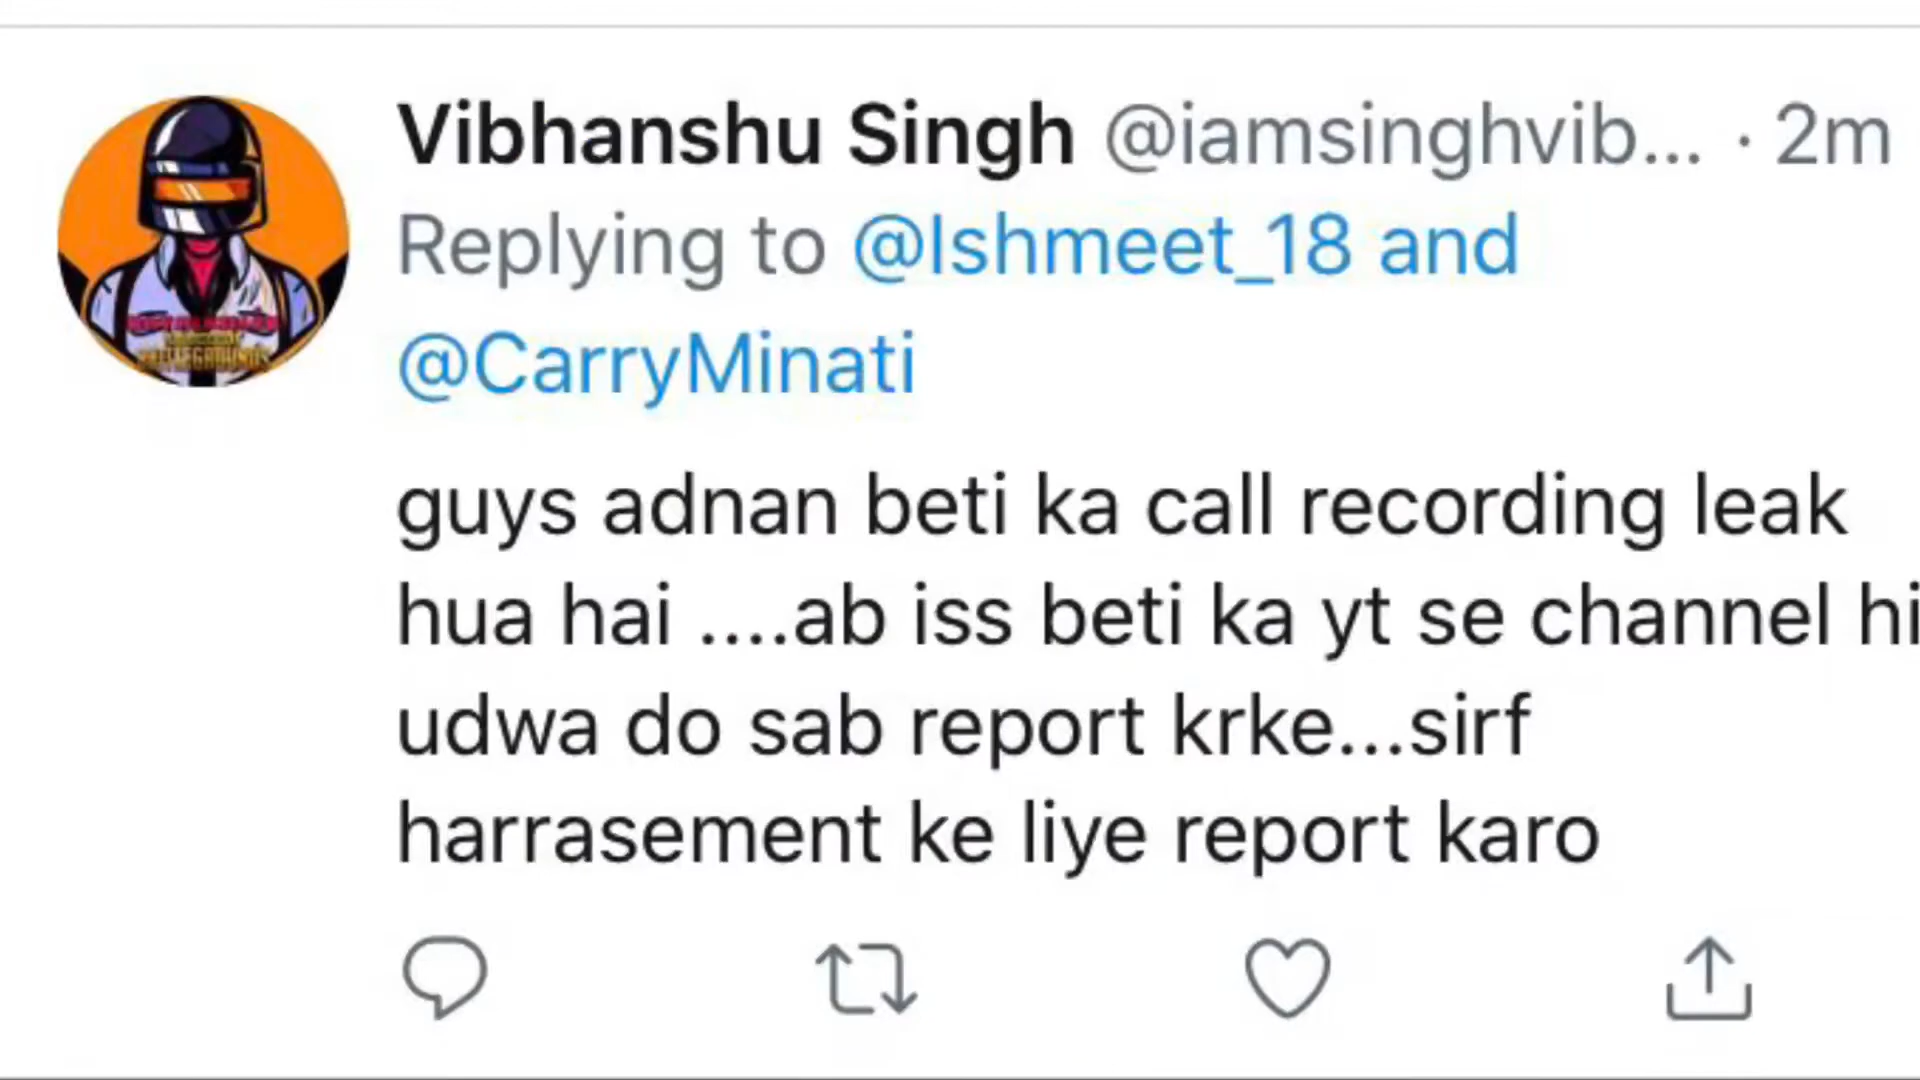 Vibhanshu Singh @iamsinghvib... · 2m
Replying to @Ishmeet_18 and
@CarryMinati
guys adnan beti ka call recording leak
hua hai ....ab iss beti ka yt se channel hi
udwa do sab report krke...sirf
harrasement ke liye report karo